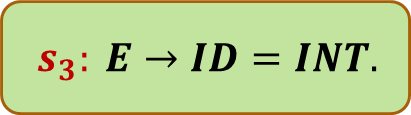 s₃: E → ID = INT.